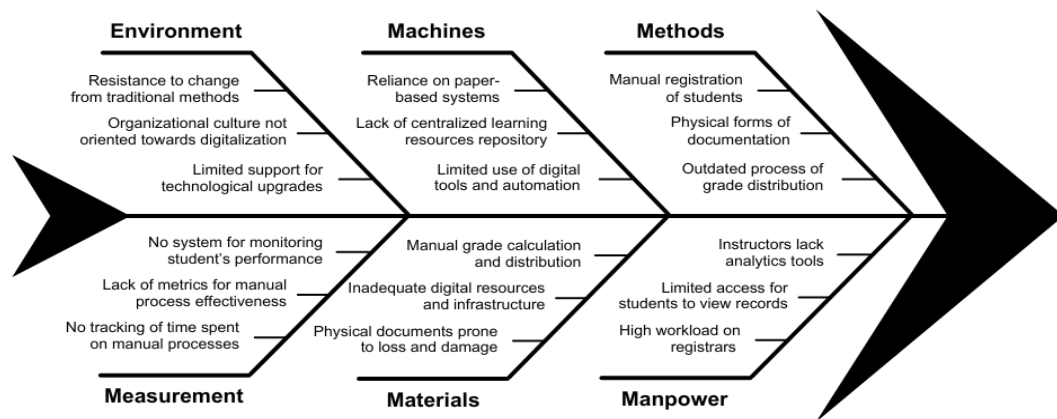 Environment
Resistance to change
from traditional methods
Organizational culture not
oriented towards digitalization
Limited support for
technological upgrades
Machines
Reliance on paper-
based systems
Lack of centralized learning
resources repository
Limited use of digital
tools and automation
Methods
Manual registration
of students
Physical forms of
documentation
Outdated process of
grade distribution
No system for monitoring
student's performance
Lack of metrics for manual
process effectiveness
No tracking of time spent
on manual processes
Measurement
Manual grade calculation
and distribution
Inadequate digital resources
and infrastructure
Physical documents prone
to loss and damage
Materials
Instructors lack
analytics tools
Limited access for
students to view records
High workload on
registrars
Manpower